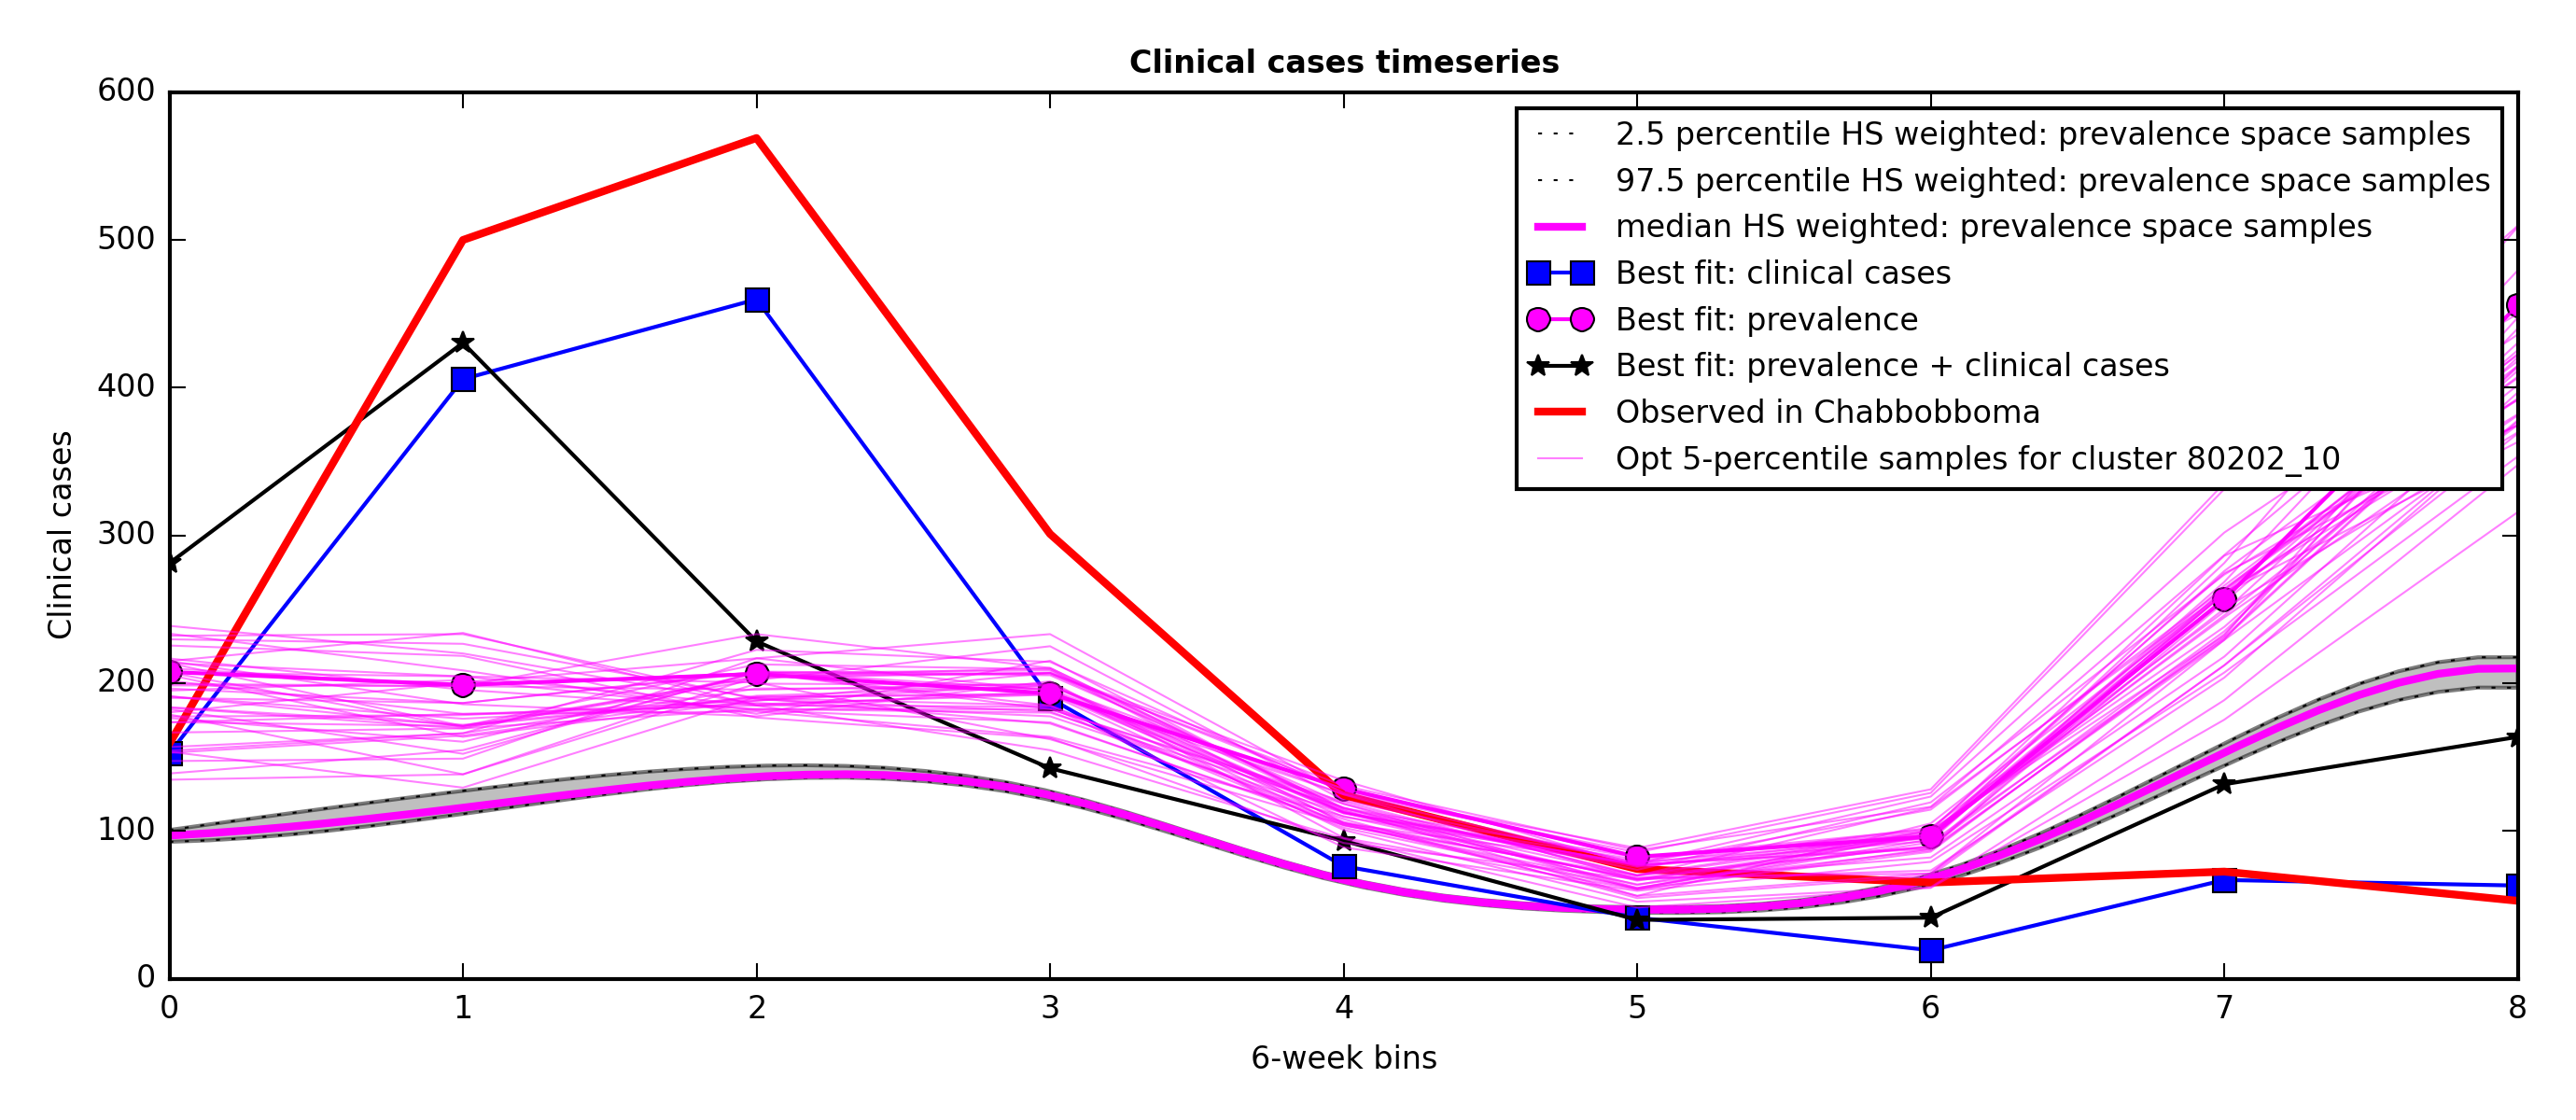 Clinical cases timeseries
600
500
400
300
200
100
0
Clinical cases
2.5 percentile HS weighted: prevalence space samples
97.5 percentile HS weighted: prevalence space samples
median HS weighted: prevalence space samples
Best fit: clinical cases
Best fit: prevalence
Best fit: prevalence + clinical cases
Observed in Chabbobboma
Opt 5-percentile samples for cluster 80202_10
0 1 2 3 4 5 6 7 8
6-week bins